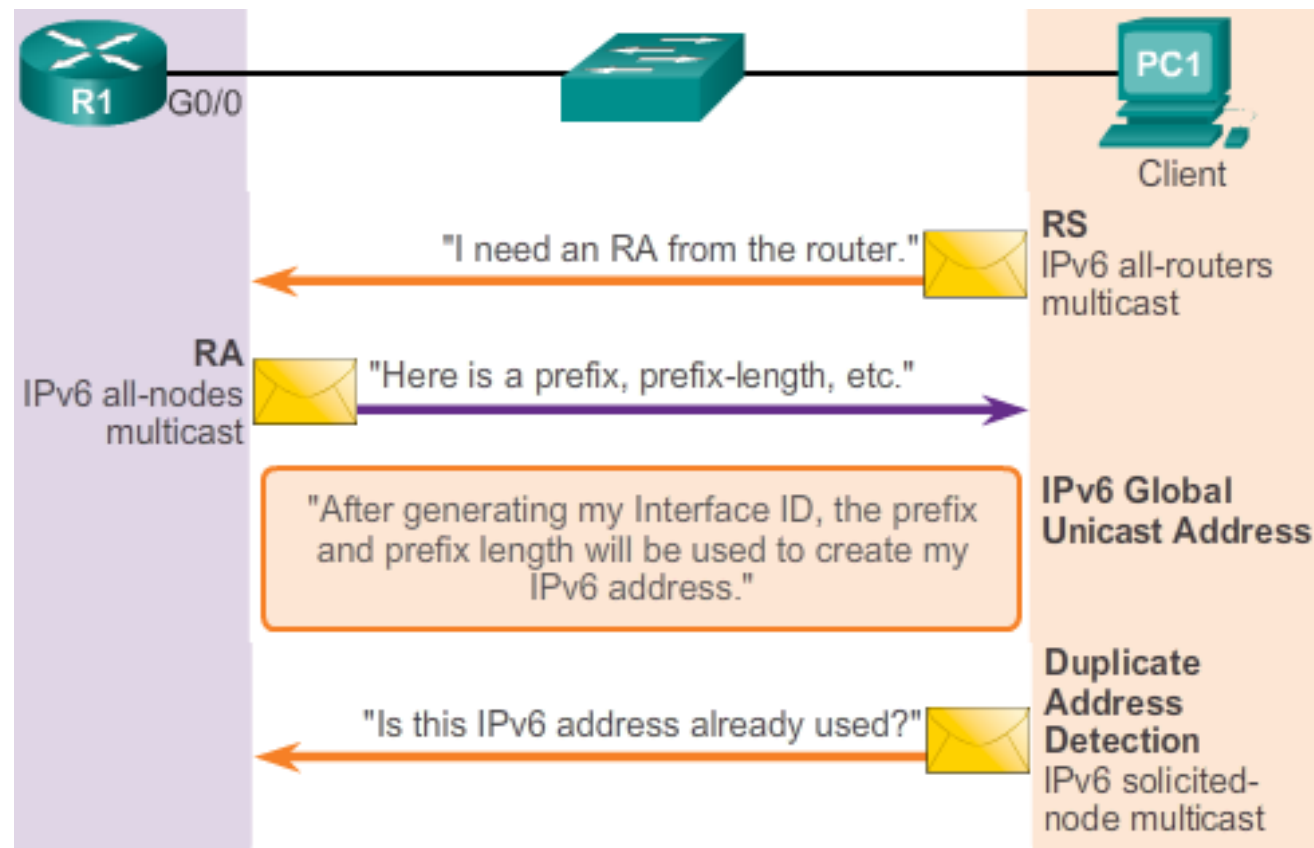 R1
G0/0
PC1
Client
"I need an RA from the router."
RS
IPv6 all-routers
multicast
RA
IPv6 all-nodes
multicast
"Here is a prefix, prefix-length, etc."
"After generating my Interface ID, the prefix
and prefix length will be used to create my
IPv6 address."
IPv6 Global
Unicast Address
"Is this IPv6 address already used?"
Duplicate
Address
Detection
IPv6 solicited-
node multicast